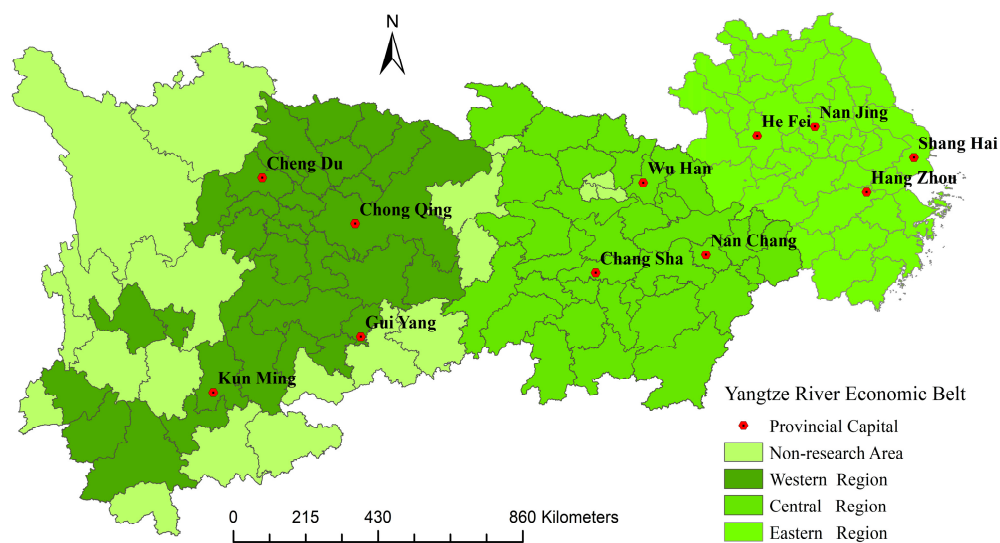 N
He Fei
Nan Jing
Shang Hai
Cheng Du
Wu Han
Hang Zhou
Chong Qing
Nan Chang
Chang Sha
Gui Yang
Kun Ming
Yangtze River Economic Belt
Provincial Capital
Non-research Area
Western Region
Central Region
Eastern Region
0 215 430 860 Kilometers